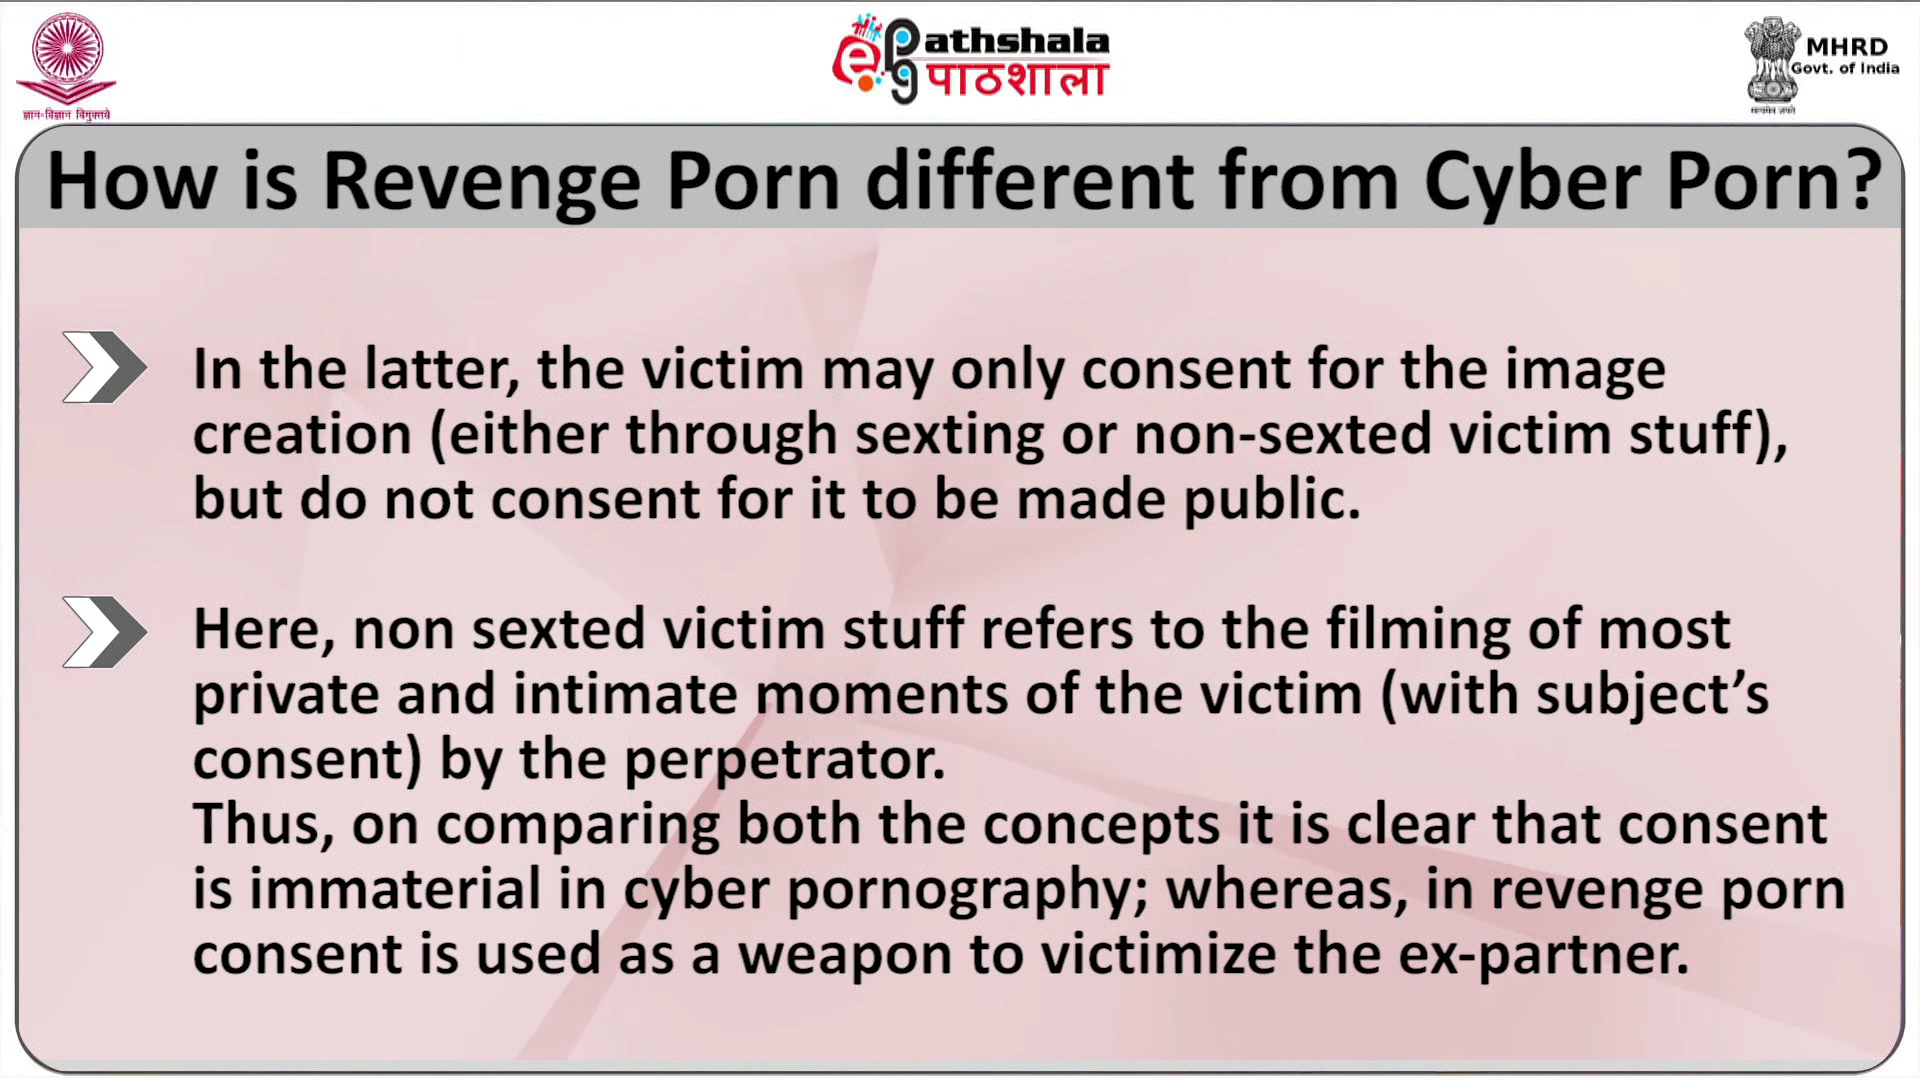 ज्ञान-विज्ञान विमुक्तये
e
pg
athshala
पाठशाला
MHRD
Govt. of India
सत्यमेव जयते
How is Revenge Porn different from Cyber Porn?
In the latter, the victim may only consent for the image
creation (either through sexting or non-sexted victim stuff),
but do not consent for it to be made public.
Here, non sexted victim stuff refers to the filming of most
private and intimate moments of the victim (with subject’s
consent) by the perpetrator.
Thus, on comparing both the concepts it is clear that consent
is immaterial in cyber pornography; whereas, in revenge porn
consent is used as a weapon to victimize the ex-partner.